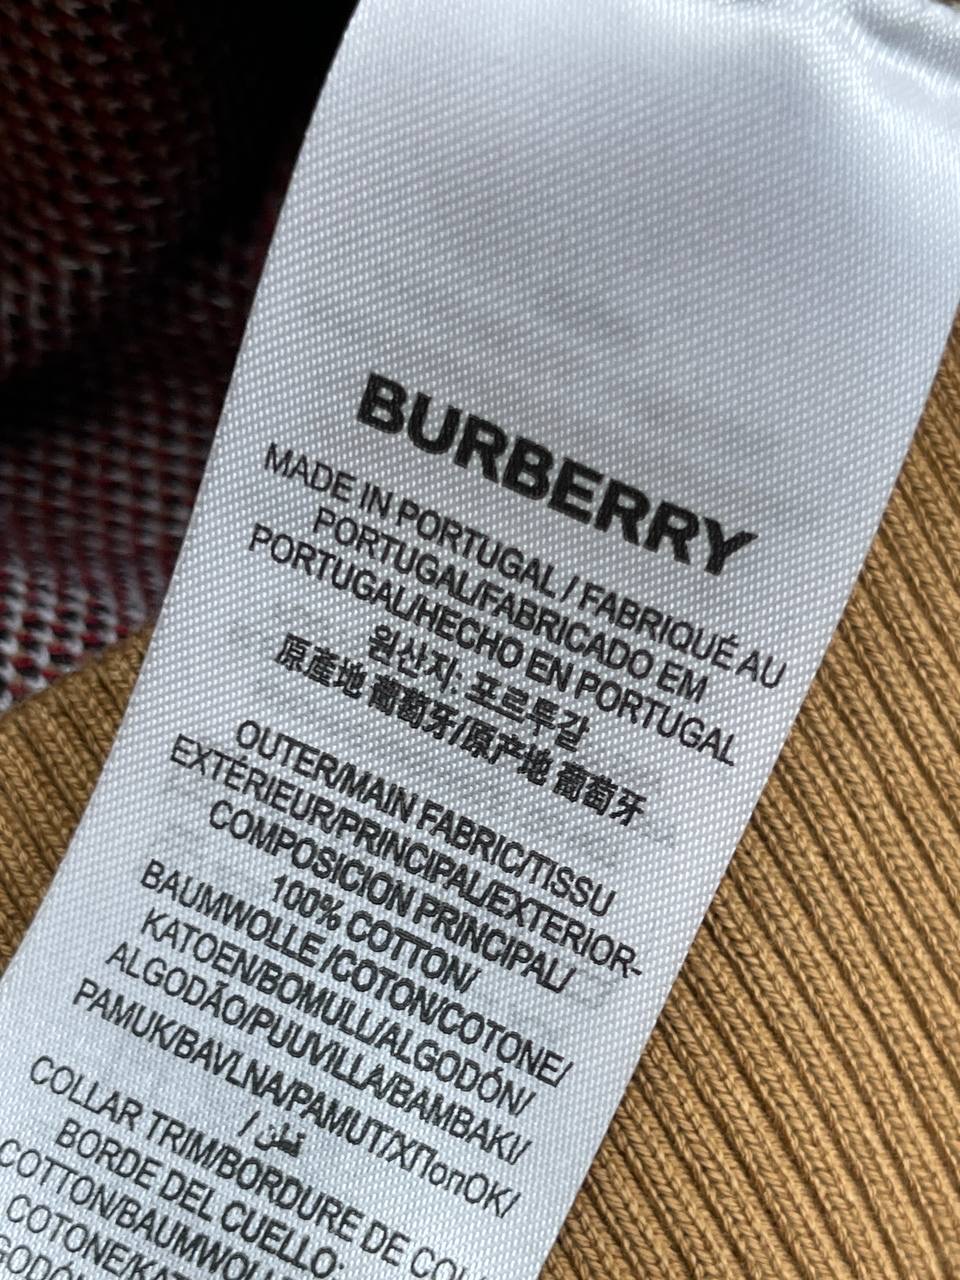 BURBERRY
MADE IN PORTUGAL / FABRIQUÉ AU
PORTUGAL/FABRICADO EM
PORTUGAL/HECHO EN PORTUGAL
원산지: 포르투갈
原產地 葡萄牙/原产地 葡萄牙
OUTER/MAIN FABRIC/TISSU
EXTÉRIEUR/PRINCIPAL/EXTERIOR-
COMPOSICION PRINCIPAL/
100% COTTON/
BAUMWOLLE /COTON/COTONE/
KATOEN/BOMULL/ALGODÓN/
ALGODÃO/PUUVILLA/BAMBAKI/
PAMUK/BAVLNA/PAMUT/ХПопОК/
/ قطن
COLLAR TRIM/BORDURE DE
BORDE DEL CUELLO:
COTTON/BAUMWOLLE
COTONE/